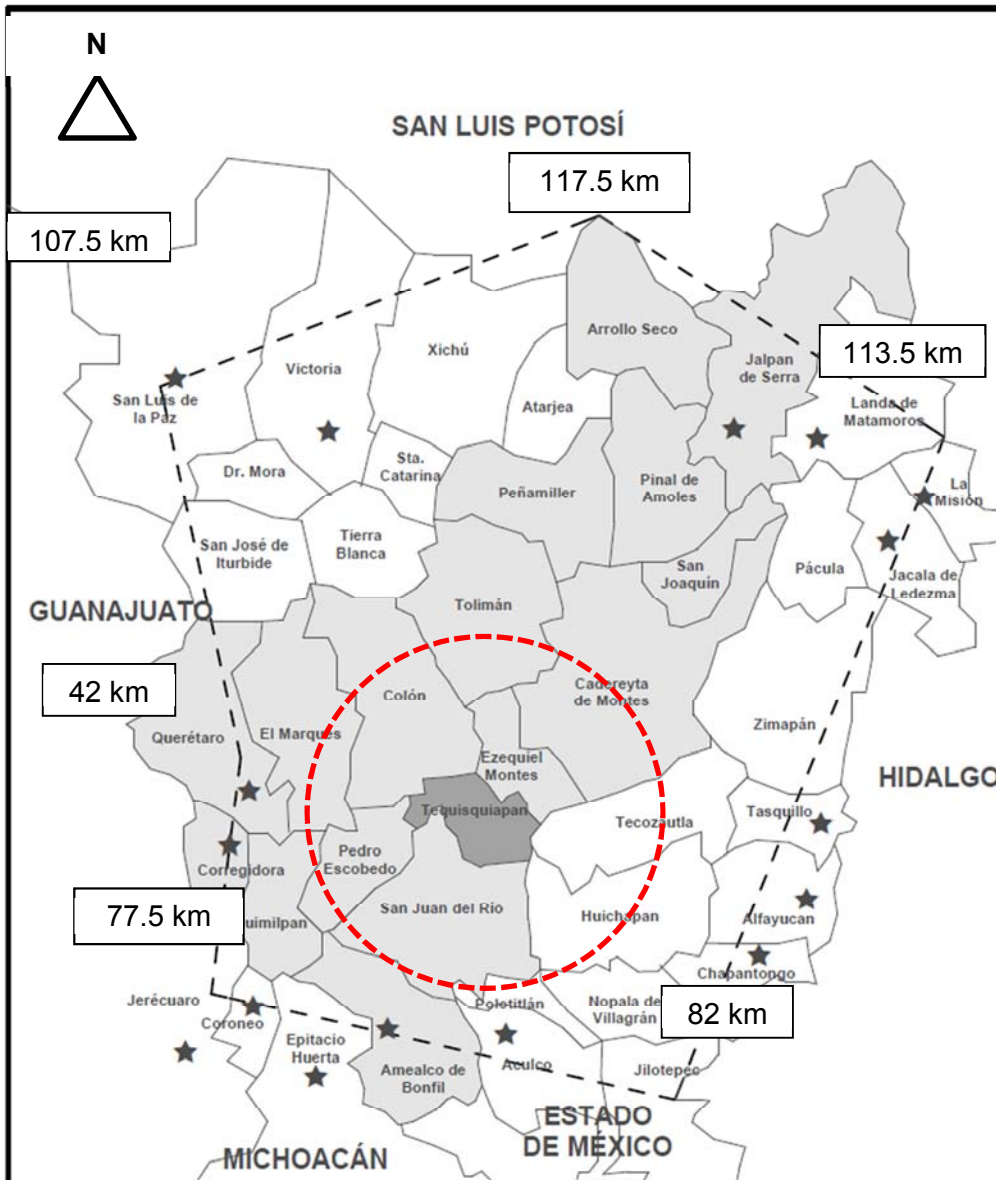 N
SAN LUIS POTOSÍ
117.5 km
107.5 km
Arrollo Seco
Xichú
Victoria
Jalpan
de Serra
113.5 km
San Luis de
la Paz
Atarjea
Landa de
Matamoros
Dr. Mora
Sta.
Catarina
Peñamiller
Pinal de
Amoles
La
Misión
San José de
Iturbide
Tierra
Blanca
San
Joaquín
Pácula
Jacala de
Ledezma
GUANAJUATO
Tolimán
42 km
Colón
Cadereyta
de Montes
Querétaro
El Marques
Zimapán
Ezequiel
Montes
HIDALGO
Tequisquiapan
Tecozautla
Tasquillo
Pedro
Escobedo
Corregidora
San Juan del Río
Huichapan
Alfayucan
77.5 km
uimilpan
Chapantongo
Jerécuaro
Coroneo
Polotitlán
Nopala de
Villagrán
82 km
Epitacio
Huerta
Amealco de
Bonfil
Aculco
Jilotepec
ESTADO
DE MÉXICO
MICHOACÁN